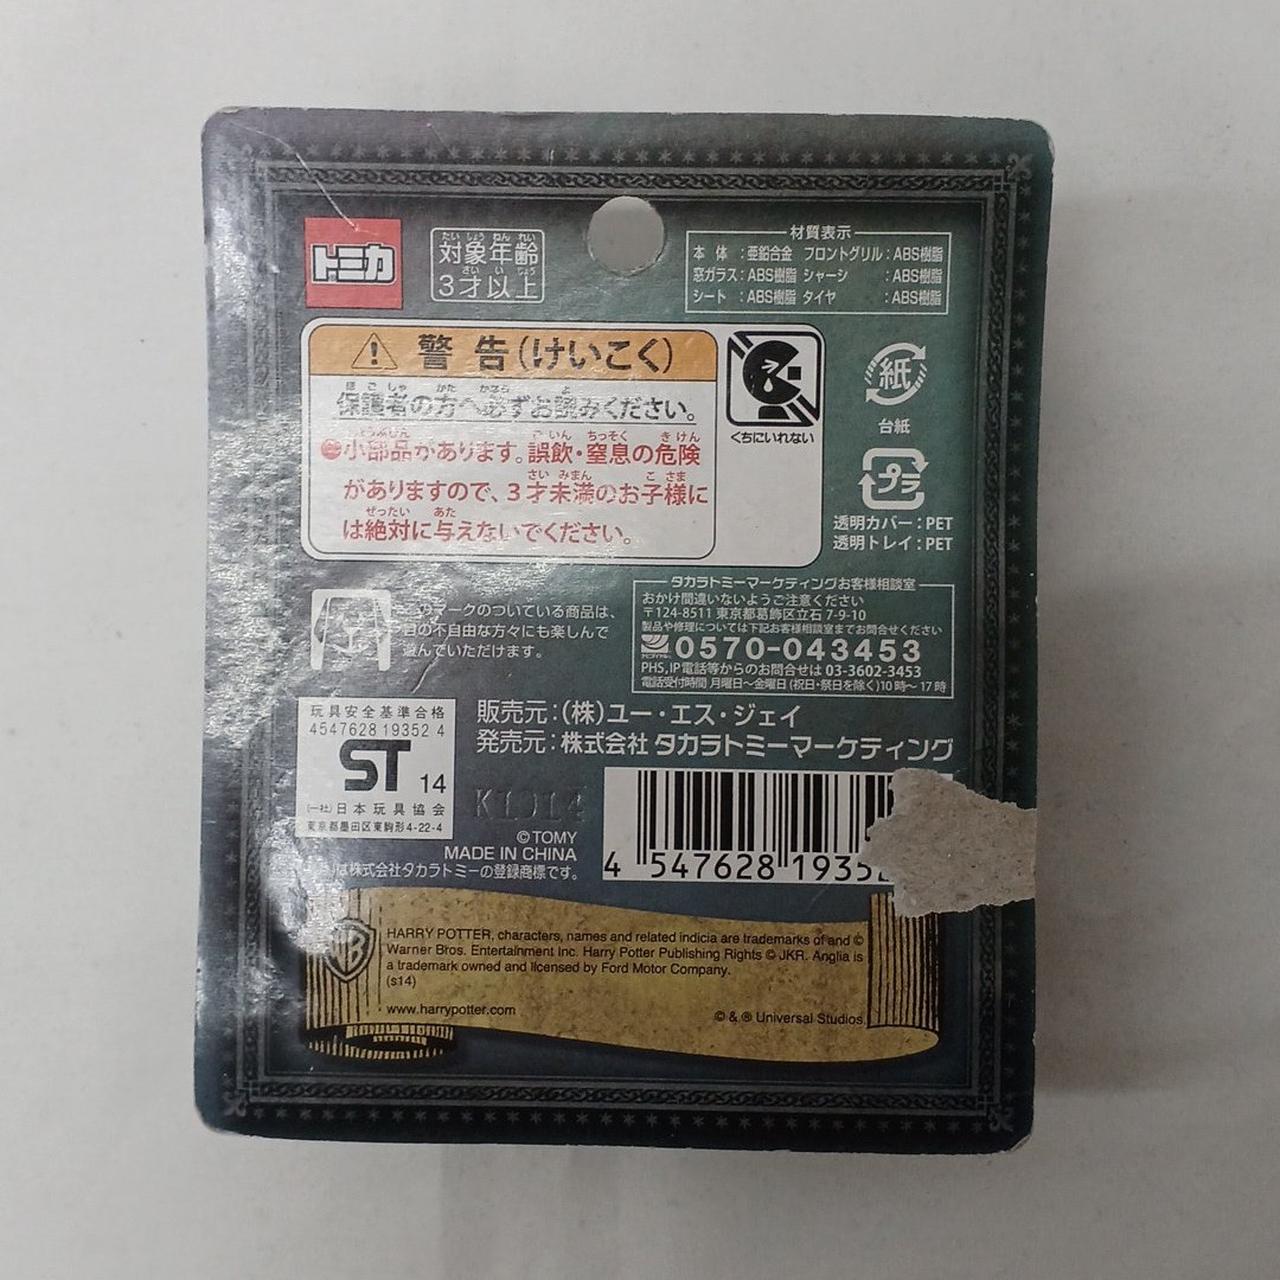 トミカ
対象年齢
3才以上
材質表示
本体:亜鉛合金 フロントグリル:ABS樹脂
窓ガラス:ABS樹脂 シャーシ:ABS樹脂
シート:ABS樹脂 タイヤ:ABS樹脂
警告(けいこく)
保護者の方へ必ずお読みください。
小部品があります。誤飲・窒息の危険
がありますので、3才未満のお子様に
は絶対に与えないでください。
くちにいれない
紙
台紙
プラ
透明カバー:PET
透明トレイ:PET
このマークのついている商品は、
目の不自由な方々にも楽しんで
遊んでいただけます。
タカラトミーマーケティングお客様相談室
おかけ間違いないようご注意ください
〒124-8511 東京都葛飾区立石 7-9-10
製品や修理については下記お客様相談室までお問合せください
0570-043453
PHS,IP電話等からのお問合せは 03-3602-3453
電話受付時間 月曜日〜金曜日(祝日・祭日を除く)10時〜17時
玩具安全基準合格
4547628 19352 4
ST 14
(一社)日本玩具協会
東京都墨田区東駒形4-22-4
販売元:(株)ユー・エス・ジェイ
発売元:株式会社 タカラトミーマーケティング
©TOMY
MADE IN CHINA
は株式会社タカラトミーの登録商標です。
4 547628 1935
WB
HARRY POTTER, characters, names and related indicia are trademarks of and ©
Warner Bros. Entertainment Inc. Harry Potter Publishing Rights © JKR. Anglia is
a trademark owned and licensed by Ford Motor Company.
(s14)
www.harrypotter.com
© & ® Universal Studios.